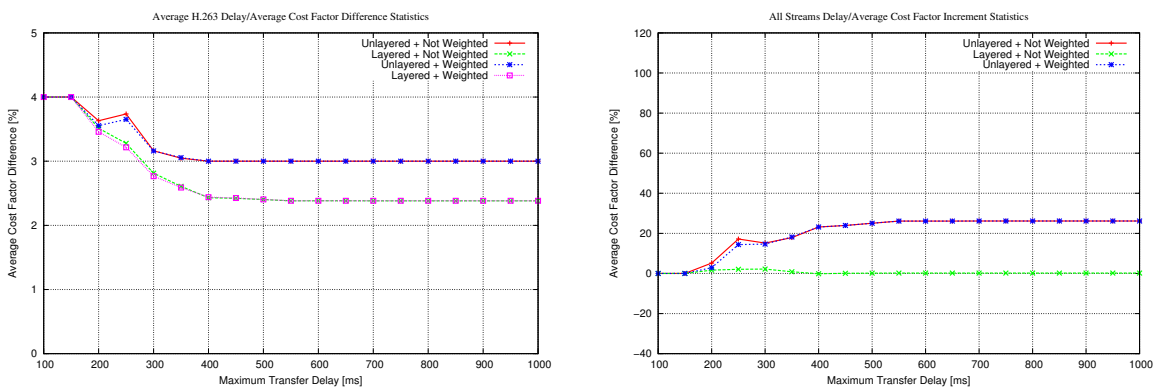 Average H.263 Delay/Average Cost Factor Difference Statistics
Average Cost Factor Difference [%]
5
4
3
2
1
0
Unlayered + Not Weighted
Layered + Not Weighted
Unlayered + Weighted
Layered + Weighted
100 200 300 400 500 600 700 800 900 1000
Maximum Transfer Delay [ms]
All Streams Delay/Average Cost Factor Increment Statistics
Average Cost Factor Difference [%]
120
100
80
60
40
20
0
−20
−40
Unlayered + Not Weighted
Layered + Not Weighted
Unlayered + Weighted
100 200 300 400 500 600 700 800 900 1000
Maximum Transfer Delay [ms]